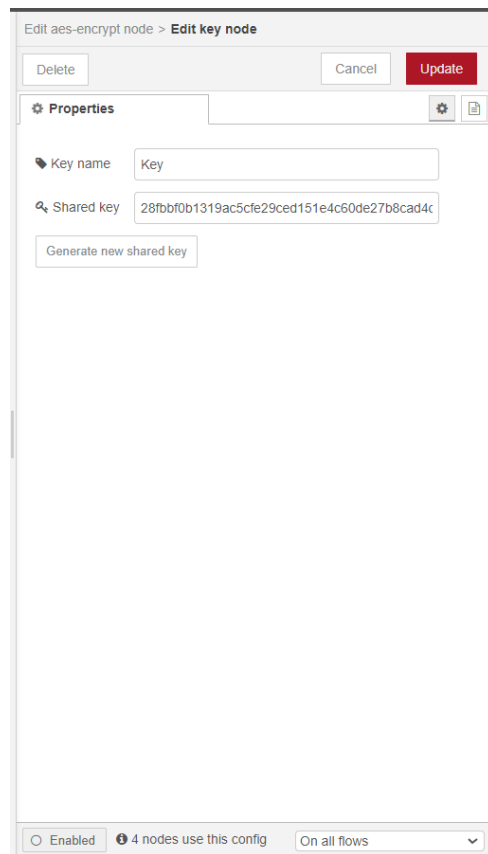 Edit aes-encrypt node > Edit key node
Delete Cancel Update
Properties
Key name Key
Shared key 28fbbf0b1319ac5cfe29ced151e4c60de27b8cad4c
Generate new shared key
Enabled 4 nodes use this config On all flows